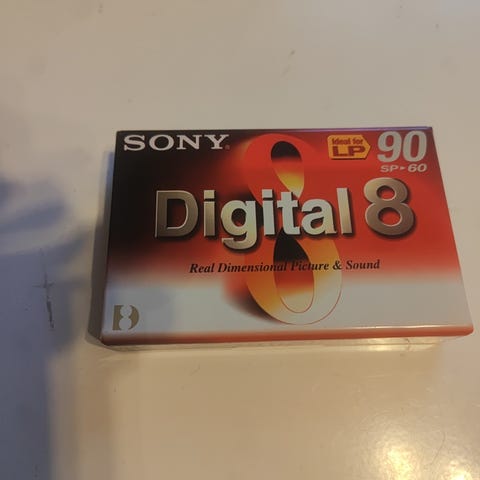 SONY®
Ideal for
LP
90
SP▶60
Digital 8
Real Dimensional Picture & Sound